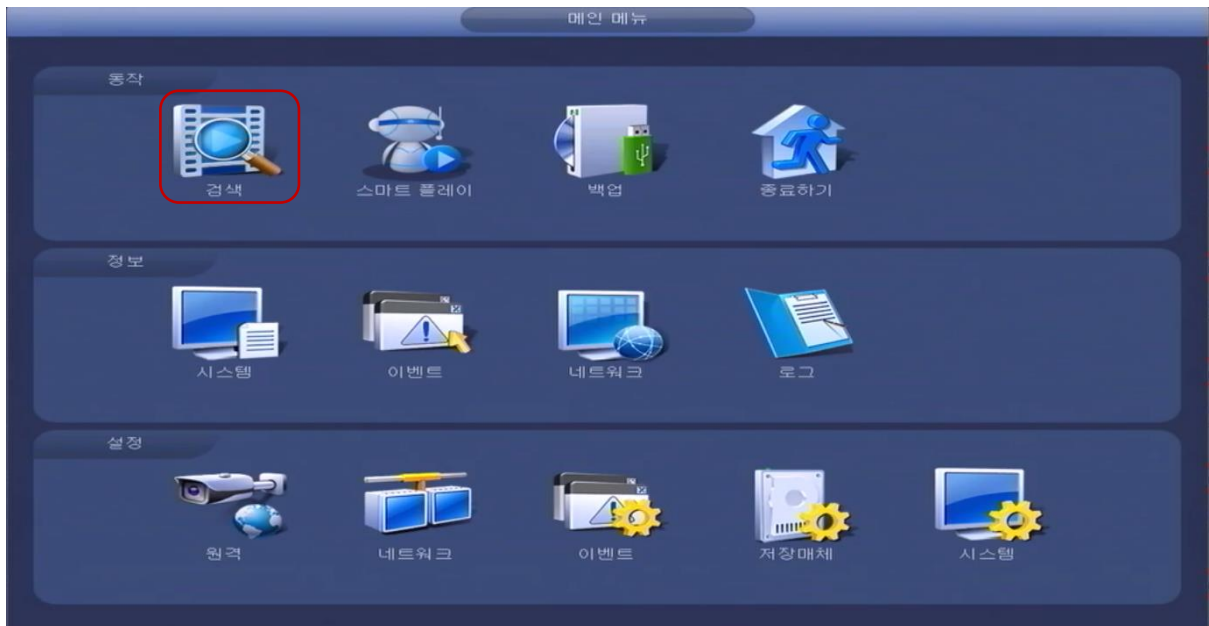 메인 메뉴
동작
검색
스마트 플레이
백업
종료하기
정보
시스템
이벤트
네트워크
로그
설정
원격
네트워크
이벤트
저장매체
시스템